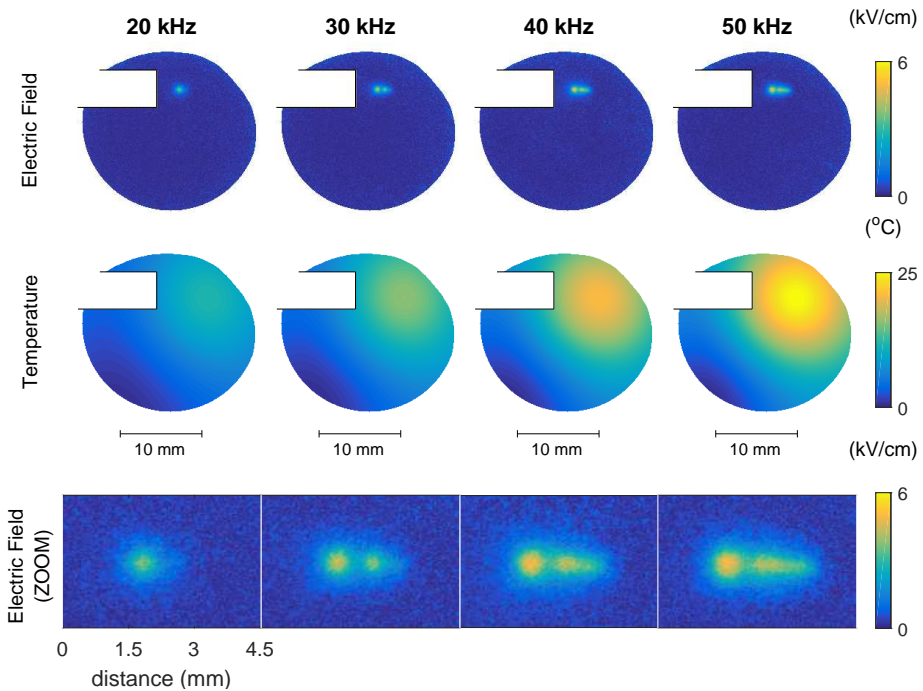 20 kHz 30 kHz 40 kHz 50 kHz (kV/cm)
Electric Field
6
0
(°C)
Temperature
25
0
10 mm 10 mm 10 mm 10 mm
(kV/cm)
Electric Field
(ZOOM)
6
0
0 1.5 3 4.5
distance (mm)